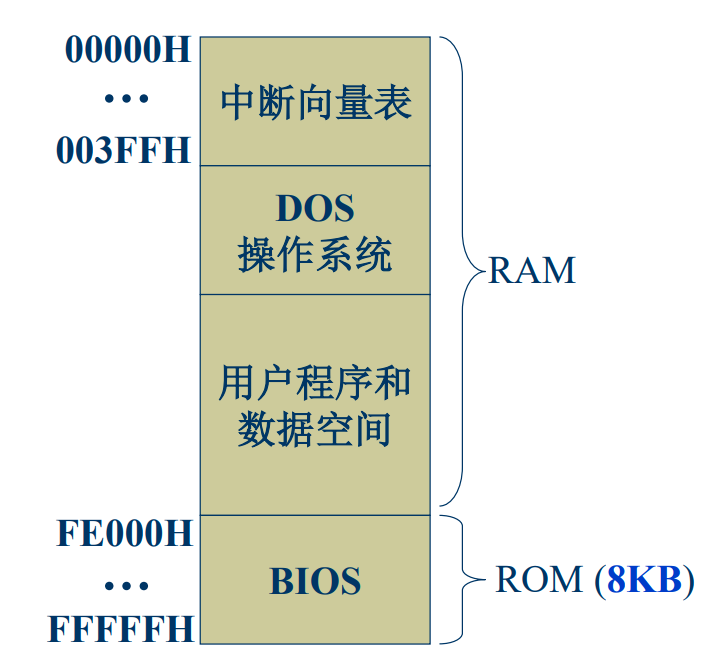 00000H
…
中断向量表
003FFH
DOS
操作系统
RAM
用户程序和
数据空间
FE000H
…
BIOS
ROM (8KB)
FFFFFH